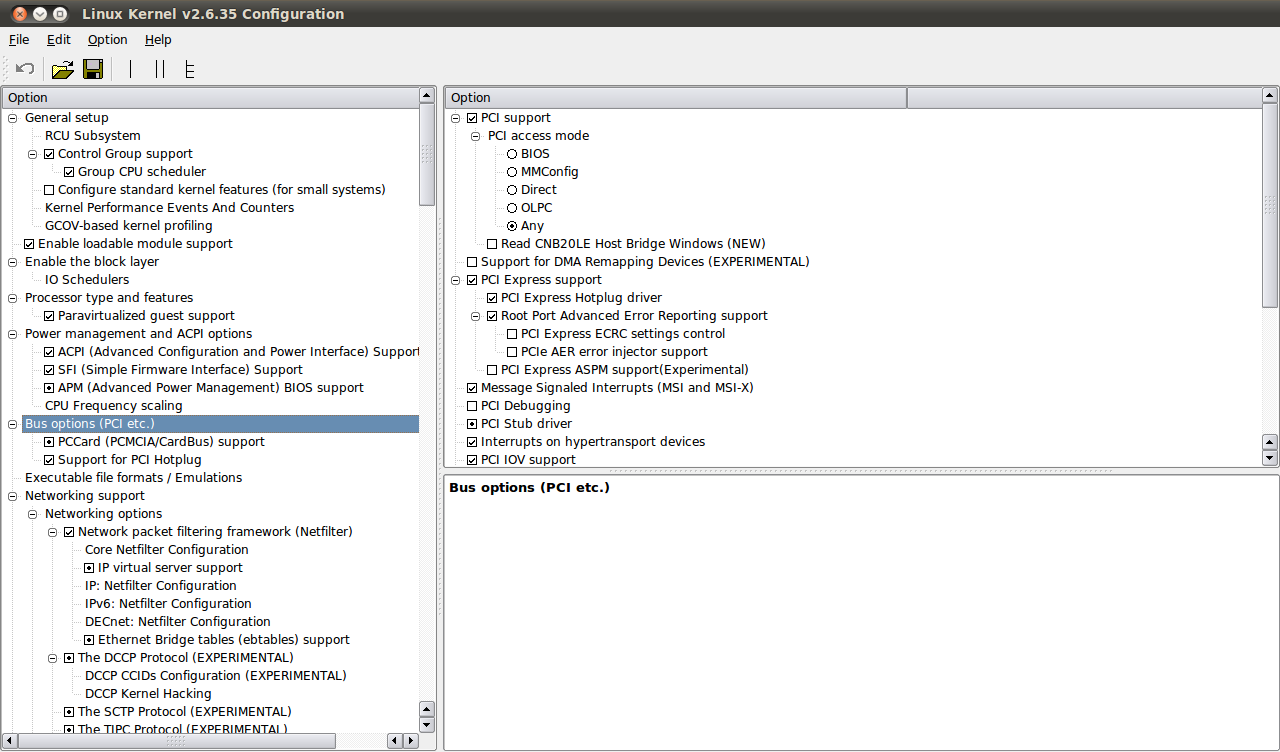 Linux Kernel v2.6.35 Configuration
File Edit Option Help
Option
General setup
RCU Subsystem
Control Group support
Group CPU scheduler
Configure standard kernel features (for small systems)
Kernel Performance Events And Counters
GCOV-based kernel profiling
Enable loadable module support
Enable the block layer
IO Schedulers
Processor type and features
Paravirtualized guest support
Power management and ACPI options
ACPI (Advanced Configuration and Power Interface) Support
SFI (Simple Firmware Interface) Support
APM (Advanced Power Management) BIOS support
CPU Frequency scaling
Bus options (PCI etc.)
PCCard (PCMCIA/CardBus) support
Support for PCI Hotplug
Executable file formats / Emulations
Networking support
Networking options
Network packet filtering framework (Netfilter)
Core Netfilter Configuration
IP virtual server support
IP: Netfilter Configuration
IPv6: Netfilter Configuration
DECnet: Netfilter Configuration
Ethernet Bridge tables (ebtables) support
The DCCP Protocol (EXPERIMENTAL)
DCCP CCIDs Configuration (EXPERIMENTAL)
DCCP Kernel Hacking
The SCTP Protocol (EXPERIMENTAL)
The TIPC Protocol (EXPERIMENTAL)
Option
PCI support
PCI access mode
BIOS
MMConfig
Direct
OLPC
Any
Read CNB20LE Host Bridge Windows (NEW)
Support for DMA Remapping Devices (EXPERIMENTAL)
PCI Express support
PCI Express Hotplug driver
Root Port Advanced Error Reporting support
PCI Express ECRC settings control
PCIe AER error injector support
PCI Express ASPM support(Experimental)
Message Signaled Interrupts (MSI and MSI-X)
PCI Debugging
PCI Stub driver
Interrupts on hypertransport devices
PCI IOV support
Bus options (PCI etc.)